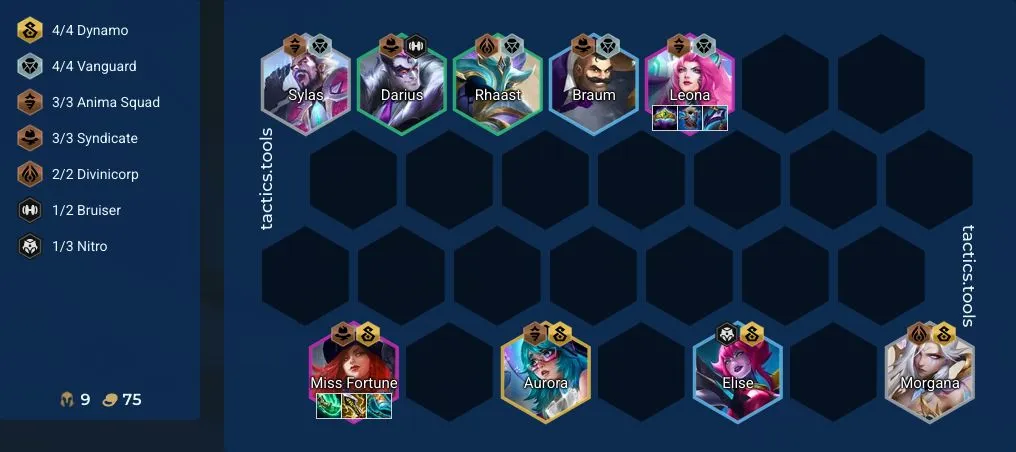 4/4 Dynamo
4/4 Vanguard
3/3 Anima Squad
3/3 Syndicate
2/2 Divinicorp
1/2 Bruiser
1/3 Nitro
9 75
Sylas
Darius
Rhaast
Braum
Leona
tactics.tools
tactics.tools
Miss Fortune
Aurora
Elise
Morgana